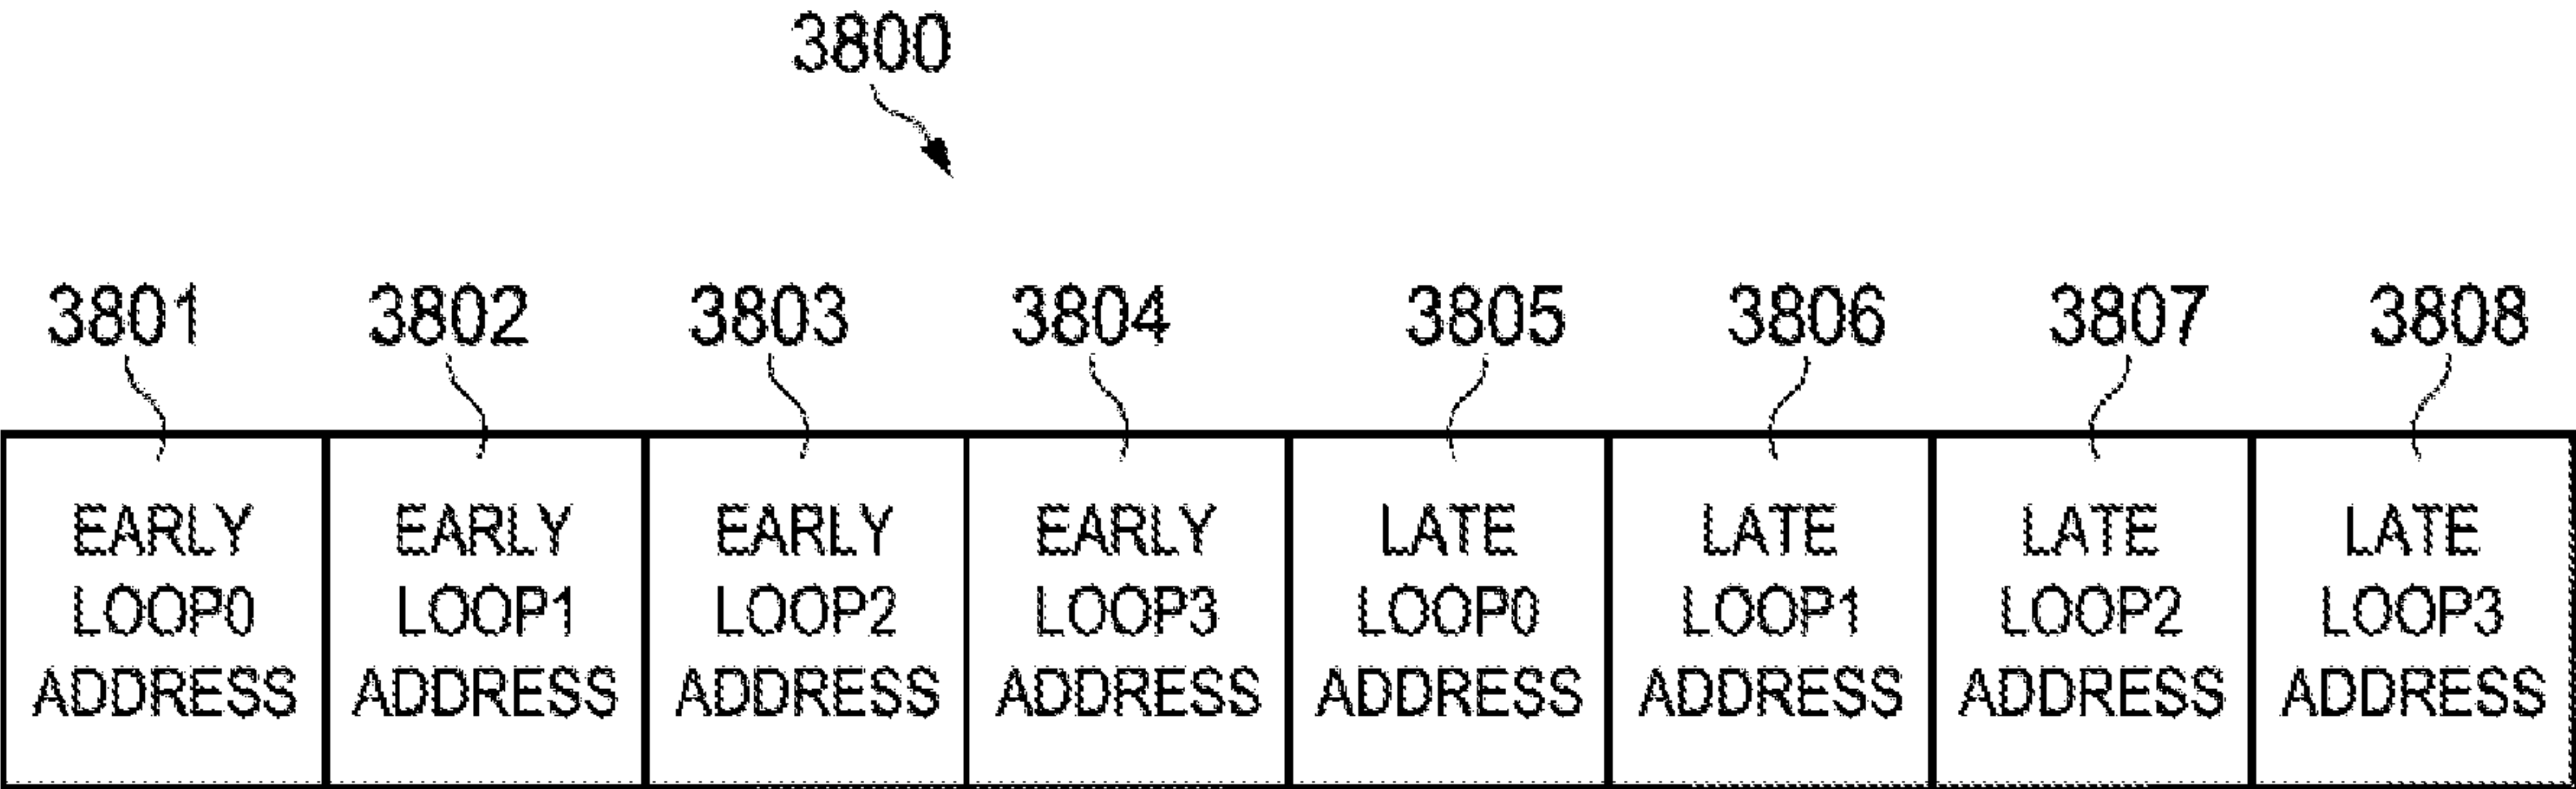 3800
3801 3802 3803 3804 3805 3806 3807 3808
EARLY EARLY EARLY EARLY LATE LATE LATE LATE
LOOP0 LOOP1 LOOP2 LOOP3 LOOP0 LOOP1 LOOP2 LOOP3
ADDRESS ADDRESS ADDRESS ADDRESS ADDRESS ADDRESS ADDRESS ADDRESS